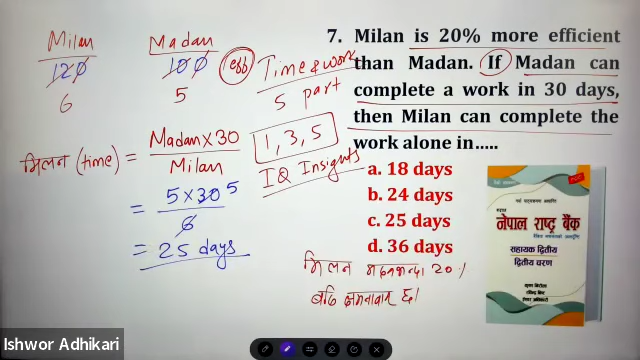 Milan
120
6
Madan
100
5
eff
Time & work
5 part
1, 3, 5
IQ Insights
मिलन (time) = Madan x 30
Milan
= 5 x 30 5
6
= 25 days
7. Milan is 20% more efficient
than Madan. If Madan can
complete a work in 30 days,
then Milan can complete the
work alone in.....
a. 18 days
b. 24 days
c. 25 days
d. 36 days
मिलन मदनभन्दा 20%
बढि क्षमतावान छ।
नेपाल राष्ट्र बैंक
सहायक द्वितीय
द्वितीय चरण
Ishwor Adhikari